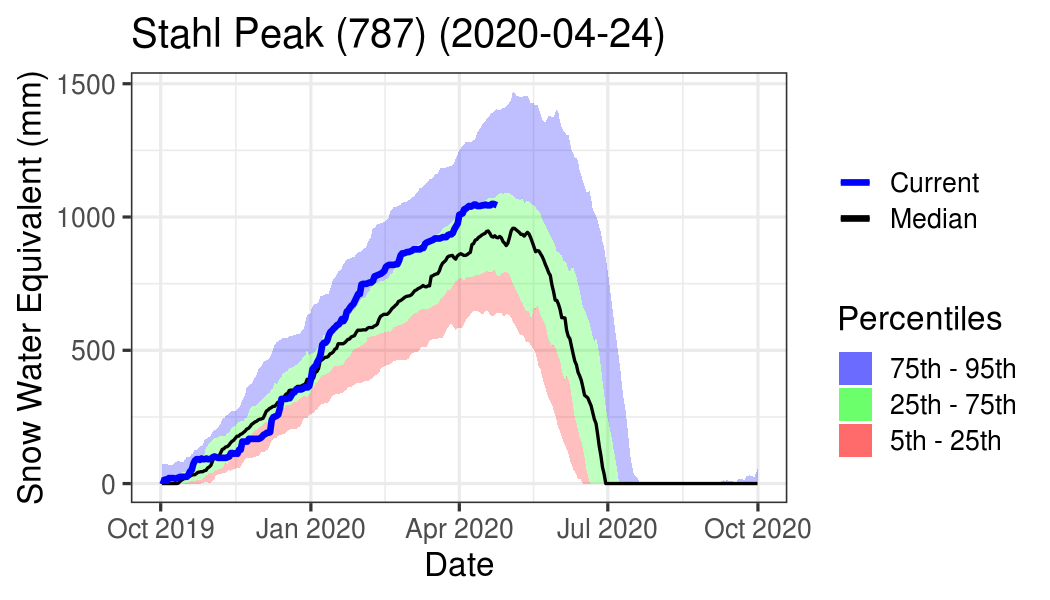 Stahl Peak (787) (2020-04-24)
Snow Water Equivalent (mm)
1500
1000
500
0
Oct 2019
Jan 2020
Apr 2020
Jul 2020
Oct 2020
Date
Current
Median
Percentiles
75th - 95th
25th - 75th
5th - 25th